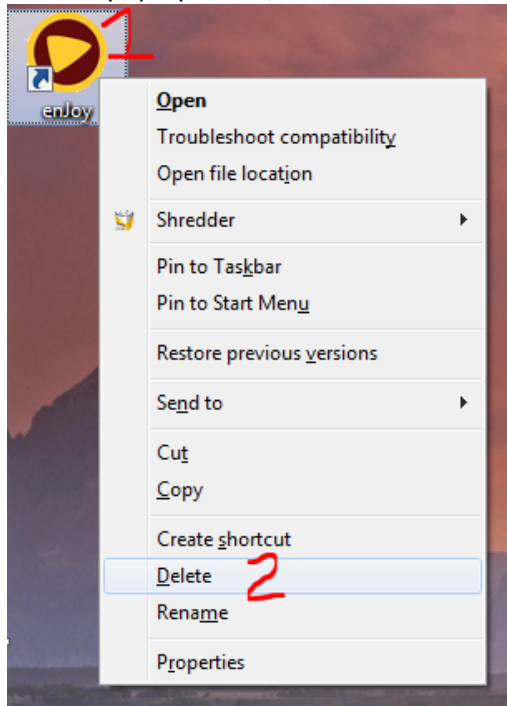 1
enJoy
Open
Troubleshoot compatibility
Open file location
Shredder
Pin to Taskbar
Pin to Start Menu
Restore previous versions
Send to
Cut
Copy
Create shortcut
Delete 2
Rename
Properties